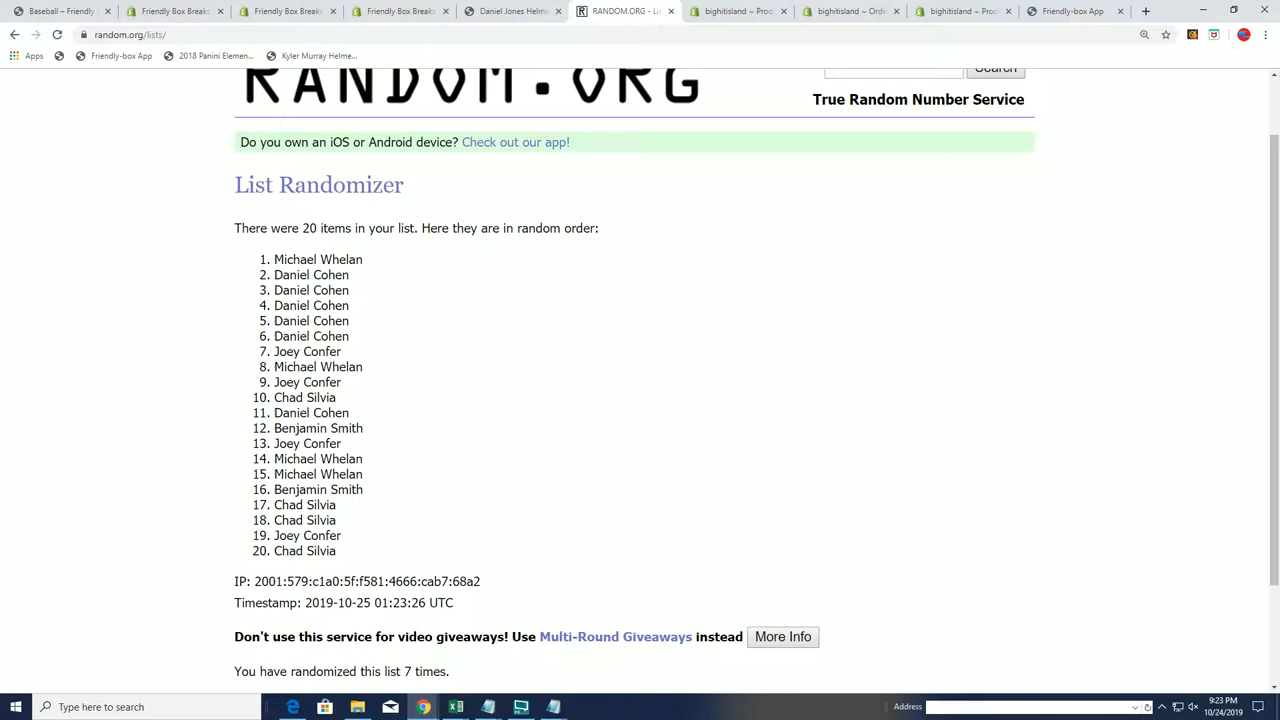 Baseball – Friendly
Friendly Box Breaks
Friendly Box Breaks
Friendly Box Breaks
Daniel Jones Helm
RANDOM.ORG - Li
bighitisland ~ Prod
bighitisland ~ Orde
bighitisland ~ Prod
Friendly-box App
random.org/lists/
Apps
Friendly-box App
2018 Panini Elemen...
Kyler Murray Helme...
RANDOM.ORG
Search
True Random Number Service
Do you own an iOS or Android device? Check out our app!
List Randomizer
There were 20 items in your list. Here they are in random order:
1. Michael Whelan
2. Daniel Cohen
3. Daniel Cohen
4. Daniel Cohen
5. Daniel Cohen
6. Daniel Cohen
7. Joey Confer
8. Michael Whelan
9. Joey Confer
10. Chad Silvia
11. Daniel Cohen
12. Benjamin Smith
13. Joey Confer
14. Michael Whelan
15. Michael Whelan
16. Benjamin Smith
17. Chad Silvia
18. Chad Silvia
19. Joey Confer
20. Chad Silvia
IP: 2001:579:c1a0:5f:f581:4666:cab7:68a2
Timestamp: 2019-10-25 01:23:26 UTC
Don't use this service for video giveaways! Use Multi-Round Giveaways instead More Info
You have randomized this list 7 times.
Type here to search
Address
9:23 PM
10/24/2019